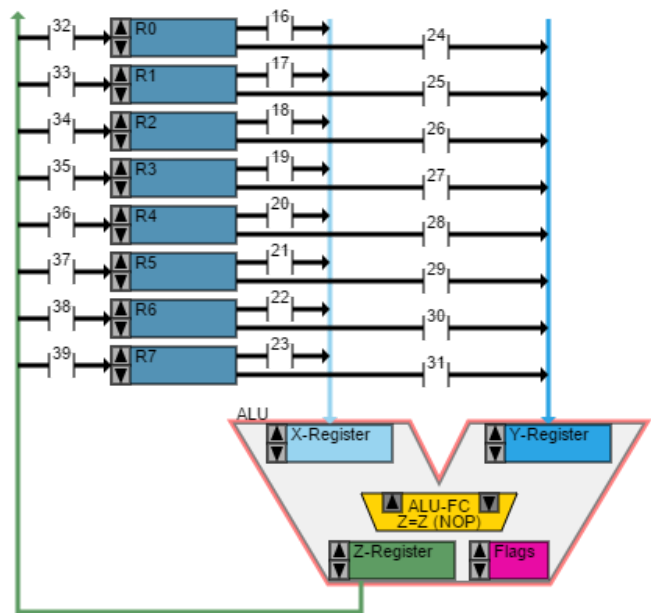 16
32 R0 24
17
33 R1 25
18
34 R2 26
19
35 R3 27
20
36 R4 28
21
37 R5 29
22
38 R6 30
23
39 R7 31
ALU
X-Register Y-Register
ALU-FC
Z=Z (NOP)
Z-Register Flags